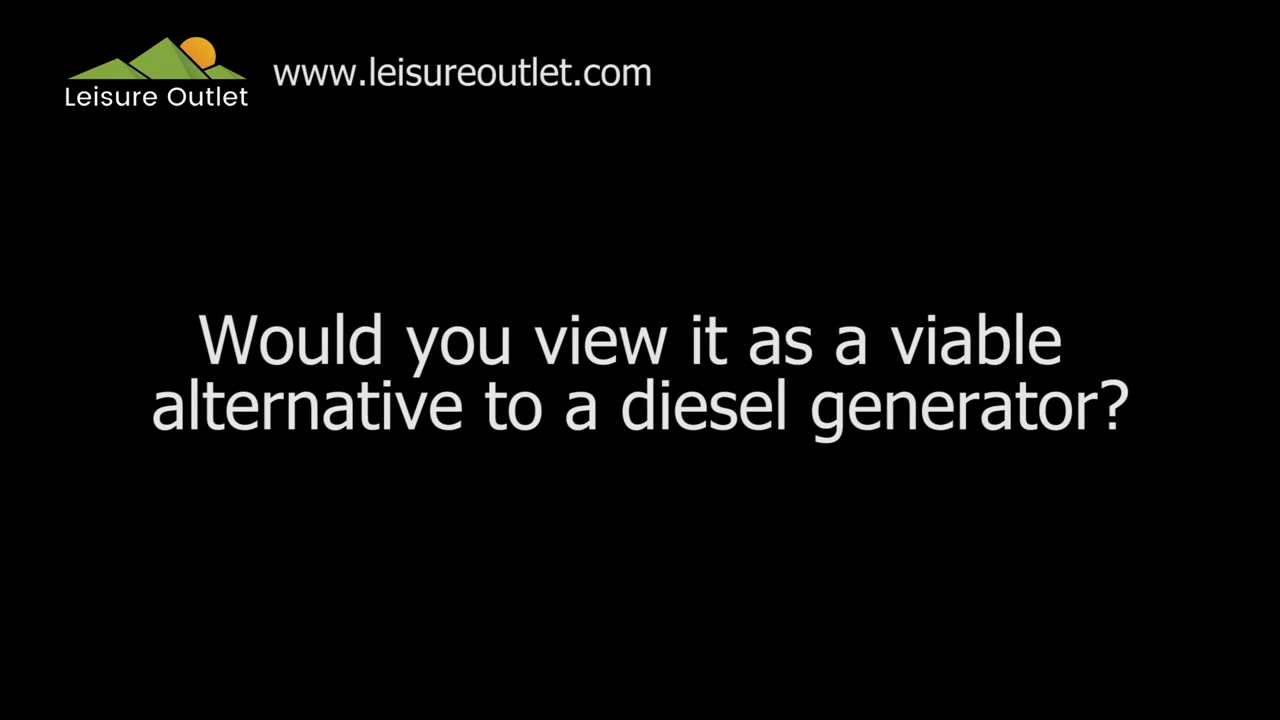 Leisure Outlet
www.leisureoutlet.com
Would you view it as a viable
alternative to a diesel generator?